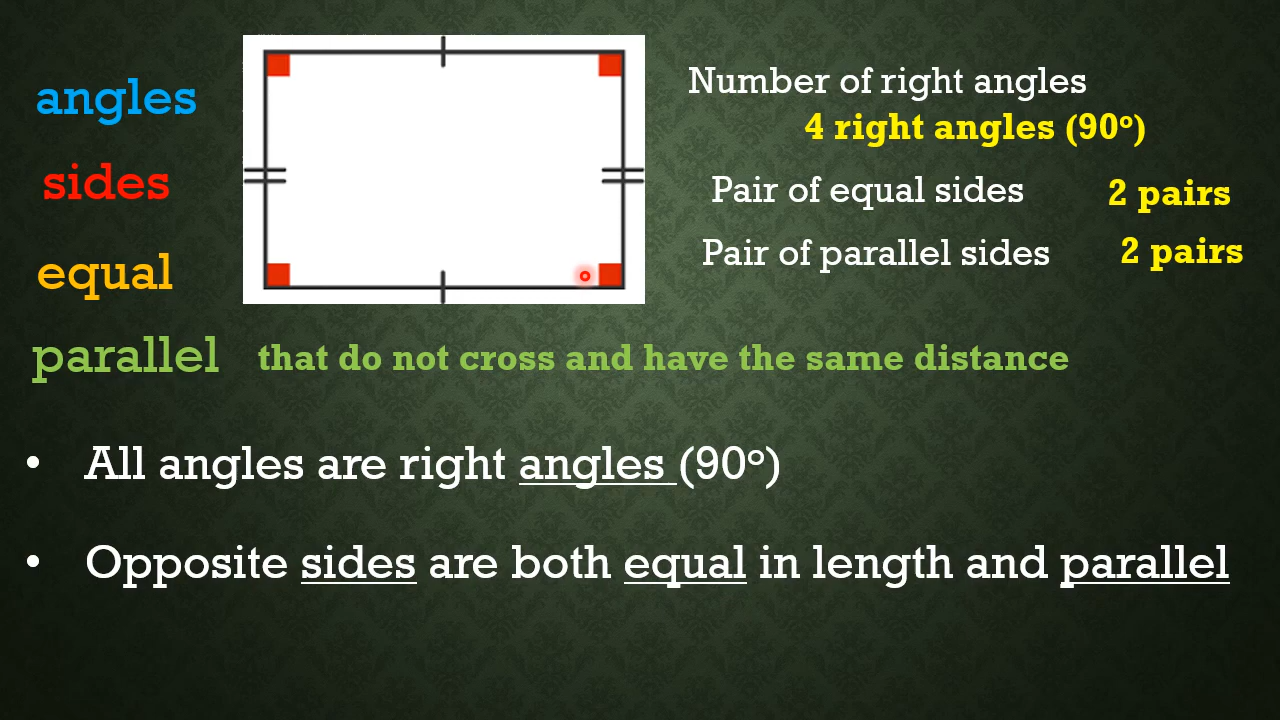 angles
sides
equal
parallel
that do not cross and have the same distance
Number of right angles
4 right angles (90º)
Pair of equal sides 2 pairs
Pair of parallel sides 2 pairs
• All angles are right angles (90º)
• Opposite sides are both equal in length and parallel